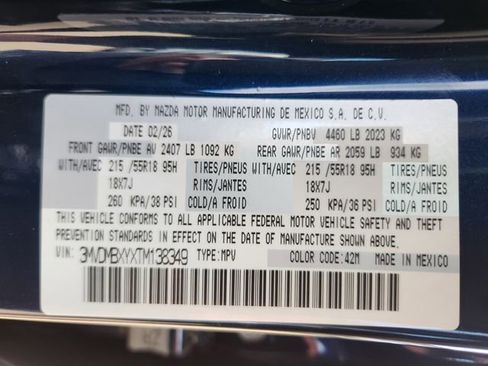 MFD. BY MAZDA MOTOR MANUFACTURING DE MEXICO S.A. DE C.V.
DATE 02/26 GVWR/PNBV 4460 LB 2023 KG
FRONT GAWR/PNBE AV 2407 LB 1092 KG REAR GAWR/PNBE AR 2059 LB 934 KG
WITH/AVEC 215 /55R18 95H TIRES/PNEUS WITH/AVEC 215 /55R18 95H TIRES/PNEUS
18X7J RIMS/JANTES 18X7J RIMS/JANTES
260 KPA/38 PSI COLD/A FROID 250 KPA/36 PSI COLD/A FROID
THIS VEHICLE CONFORMS TO ALL APPLICABLE FEDERAL MOTOR VEHICLE SAFETY AND THEFT
PREVENTION STANDARDS IN EFFECT ON THE DATE OF MANUFACTURE SHOWN ABOVE.
VIN: 3MVDMBXYXTM138349 TYPE: MPV COLOR CODE: 42M MADE IN MEXICO